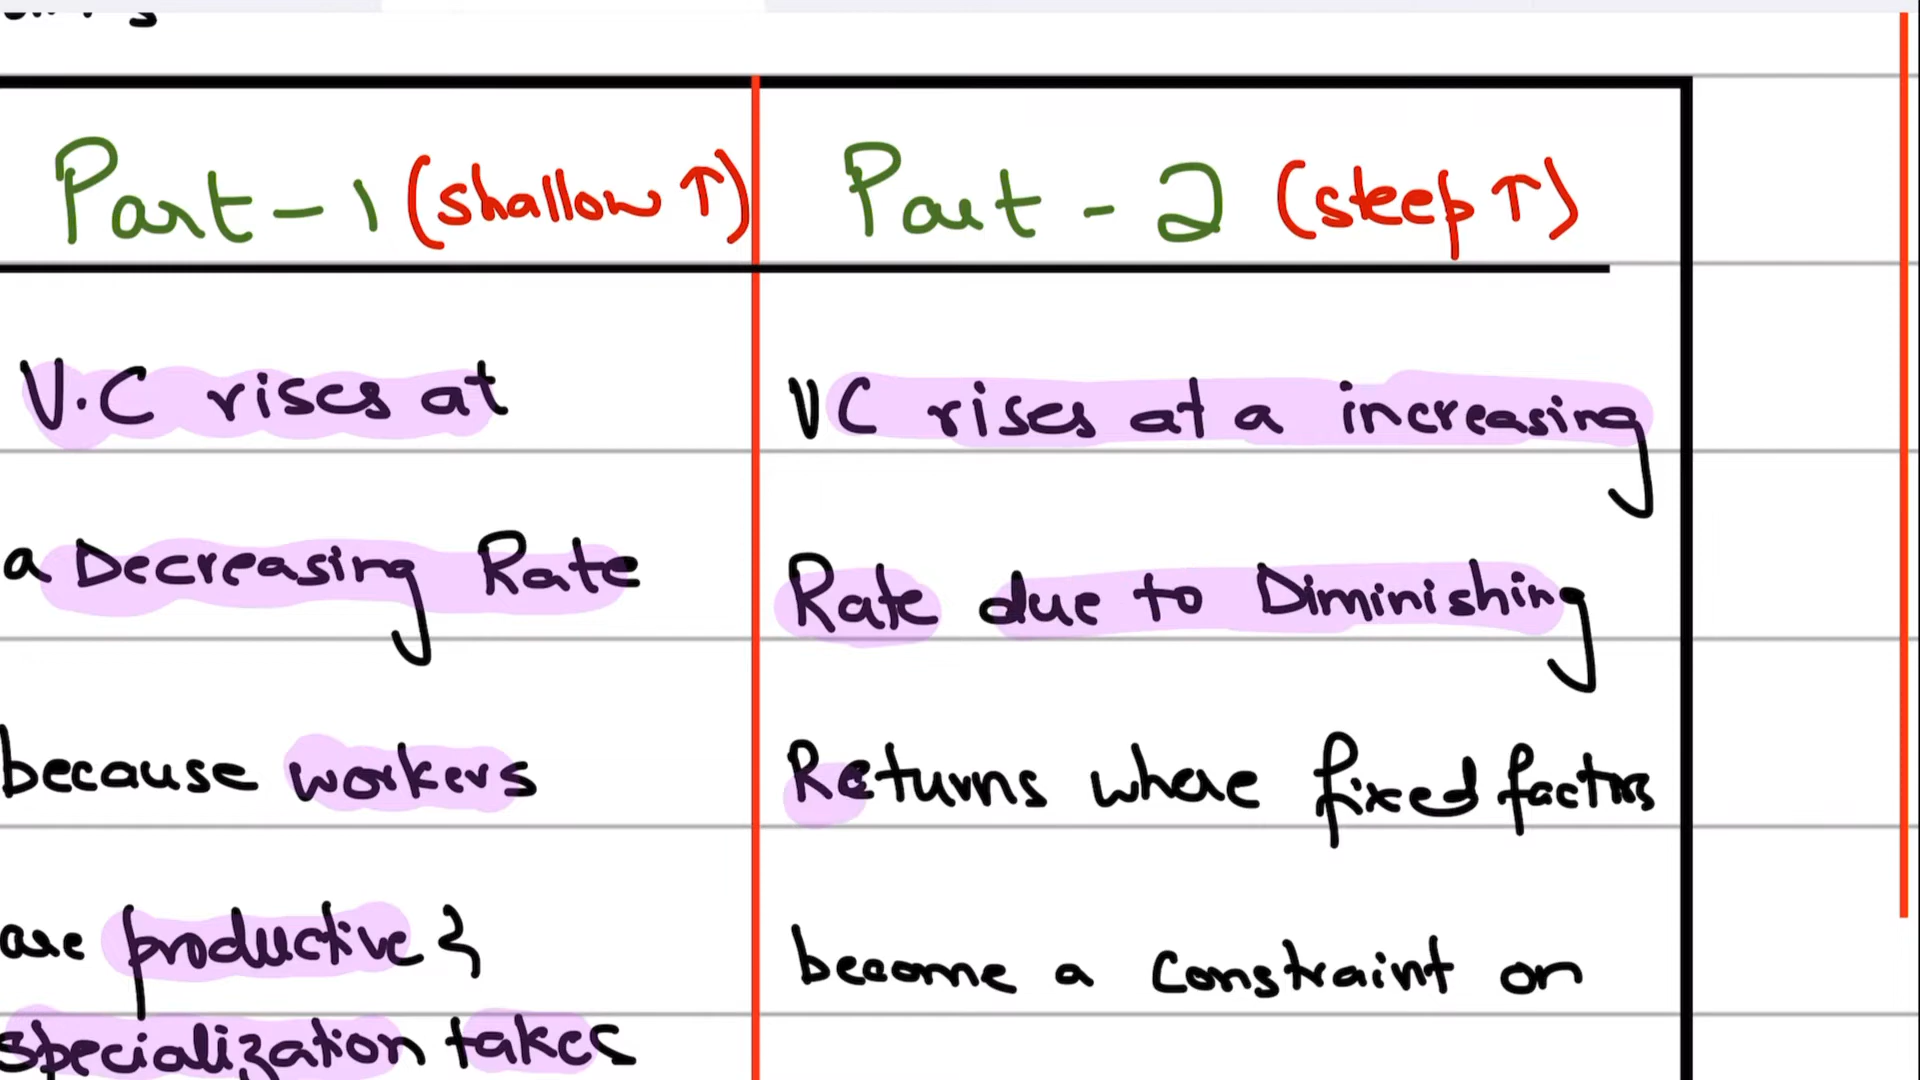 Part - 1 (shallow ↑)
V.C rises at
a Decreasing Rate
because workers
are productive &
specialization takes
Part - 2 (steep ↑)
VC rises at a increasing
Rate due to Diminishing
Returns where fixed factors
become a constraint on